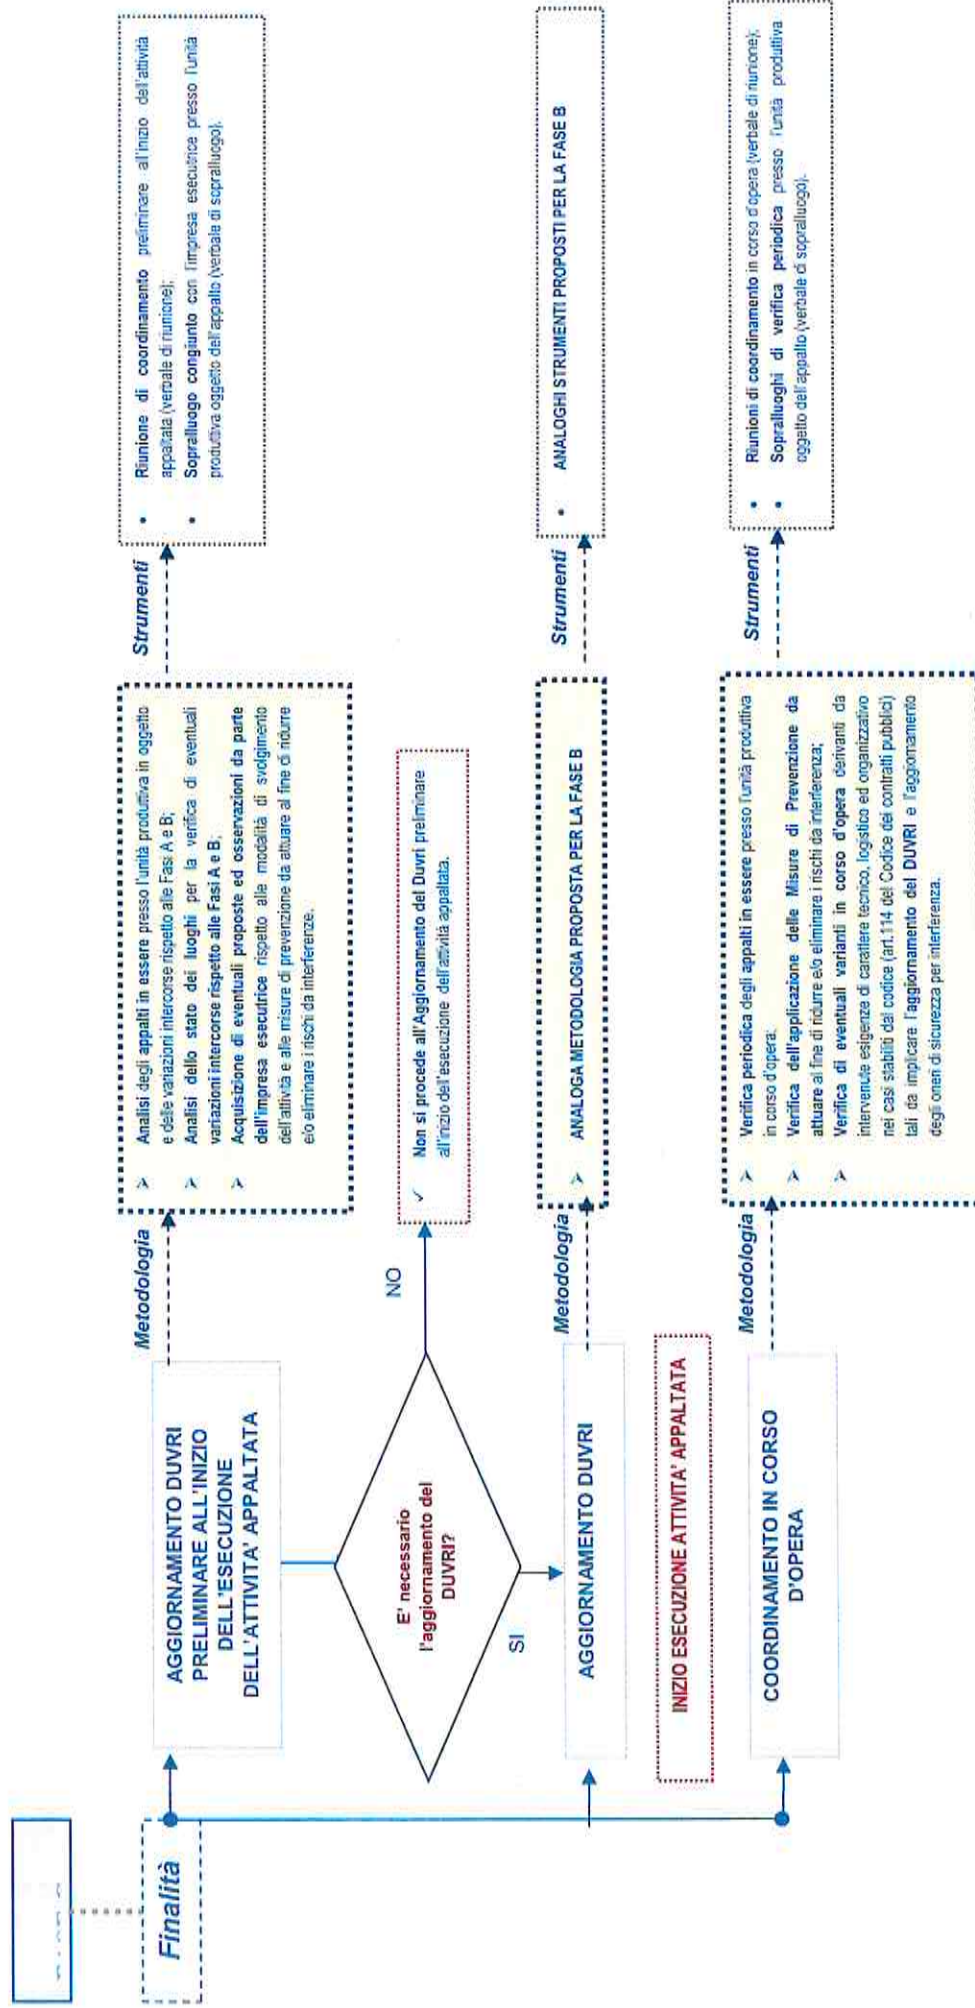 Finalità
AGGIORNAMENTO DUVRI
PRELIMINARE ALL'INIZIO
DELL'ESECUZIONE
DELL'ATTIVITA' APPALTATA
Metodologia
➢ Analisi degli appalti in essere presso l'unità produttiva in oggetto
e delle variazioni intercorse rispetto alle Fasi A e B;
➢ Analisi dello stato dei luoghi per la verifica di eventuali
variazioni intercorse rispetto alle Fasi A e B;
➢ Acquisizione di eventuali proposte ed osservazioni da parte
dell'impresa esecutrice rispetto alle modalità di svolgimento
dell'attività e alle misure di prevenzione da attuare al fine di ridurre
e/o eliminare i rischi da interferenze.
Strumenti
• Riunione di coordinamento preliminare all'inizio dell'attività
appaltata (verbale di riunione);
• Sopralluogo congiunto con l'impresa esecutrice presso l'unità
produttiva oggetto dell'appalto (verbale di sopralluogo).
E' necessario
l'aggiornamento del
DUVRI?
NO
✓ Non si procede all'Aggiornamento del Duvri preliminare
all'inizio dell'esecuzione dell'attività appaltata.
SI
AGGIORNAMENTO DUVRI
Metodologia
➢ ANALOGA METODOLOGIA PROPOSTA PER LA FASE B
Strumenti
• ANALOGHI STRUMENTI PROPOSTI PER LA FASE B
INIZIO ESECUZIONE ATTIVITA' APPALTATA
COORDINAMENTO IN CORSO
D'OPERA
Metodologia
➢ Verifica periodica degli appalti in essere presso l'unità produttiva
in corso d'opera;
➢ Verifica dell'applicazione delle Misure di Prevenzione da
attuare al fine di ridurre e/o eliminare i rischi da interferenza;
➢ Verifica di eventuali varianti in corso d'opera derivanti da
intervenute esigenze di carattere tecnico, logistico ed organizzativo
nei casi stabiliti dal codice (art.114 del Codice dei contratti pubblici)
tali da implicare l'aggiornamento del DUVRI e l'aggiornamento
degli oneri di sicurezza per interferenza.
Strumenti
• Riunioni di coordinamento in corso d'opera (verbale di riunione);
• Sopralluoghi di verifica periodica presso l'unità produttiva
oggetto dell'appalto (verbale di sopralluogo).